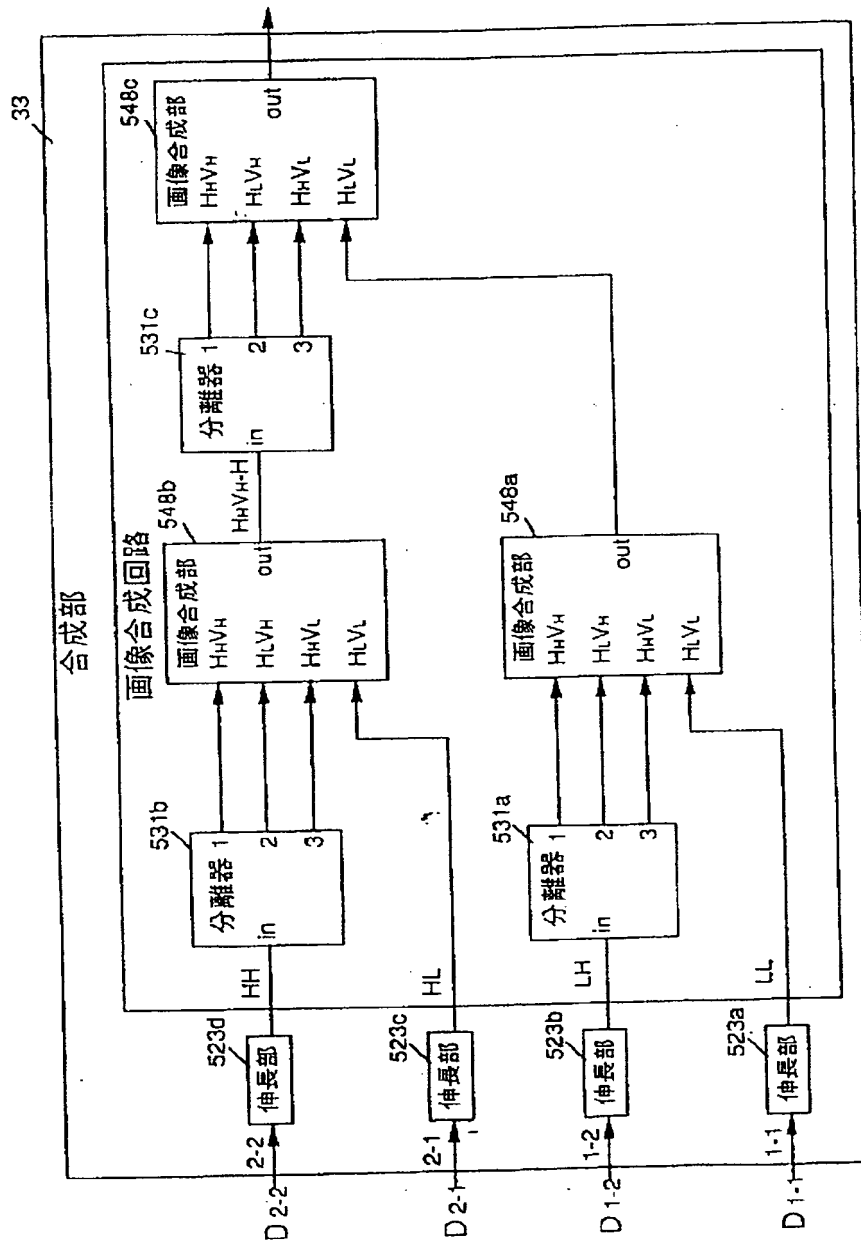 33
合成部
画像合成回路
548c
画像合成部
HHVH
HLVH
HHVL
HLVL
out
531c
分離器
in
1
2
3
HHVH-H
548b
画像合成部
HHVH
HLVH
HHVL
HLVL
out
548a
画像合成部
HHVH
HLVH
HHVL
HLVL
out
531b
分離器
in
1
2
3
531a
分離器
in
1
2
3
HH
HL
LH
LL
523d
伸長部
523c
伸長部
523b
伸長部
523a
伸長部
2-2
2-1
1-2
1-1
D2-2
D2-1
D1-2
D1-1